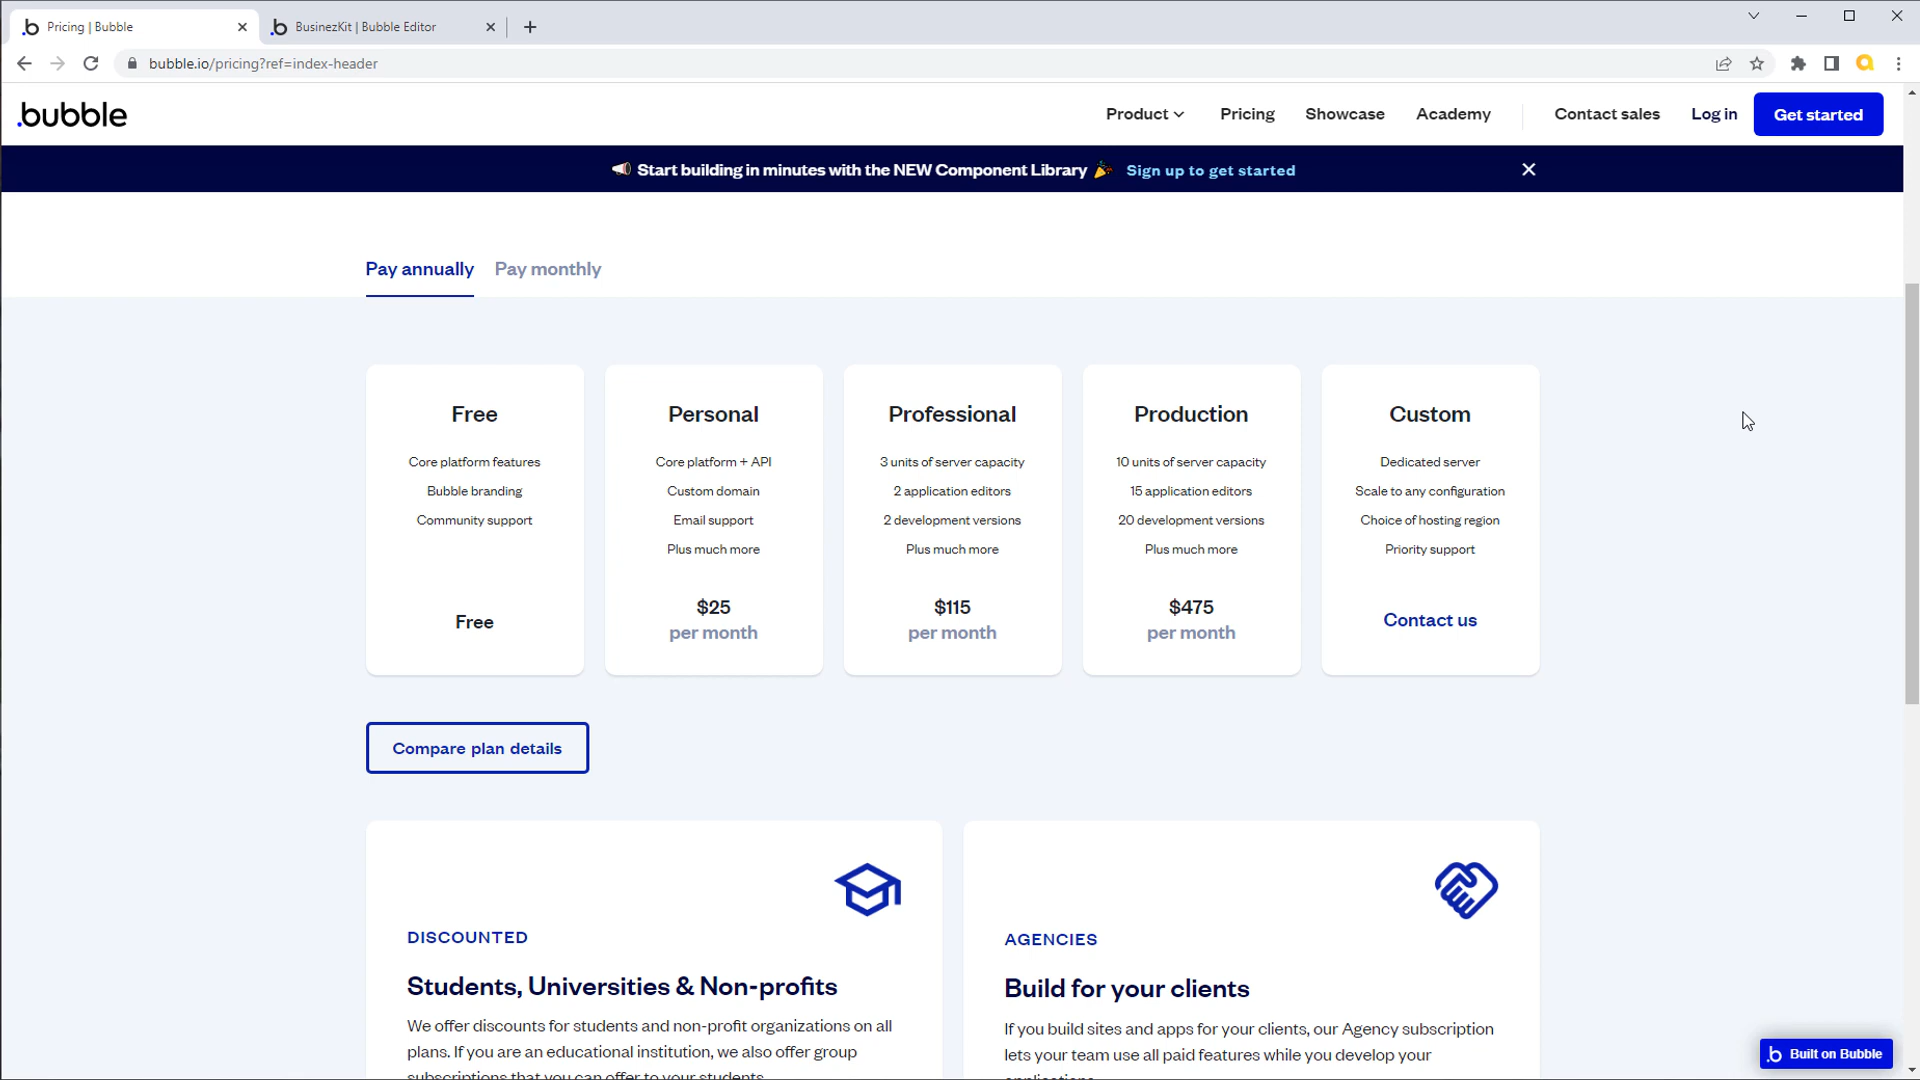 Pricing | Bubble
BusinezKit | Bubble Editor
bubble.io/pricing?ref=index-header
.bubble
Product
Pricing
Showcase
Academy
Contact sales
Log in
Get started
Start building in minutes with the NEW Component Library
Sign up to get started
Pay annually
Pay monthly
Free
Core platform features
Bubble branding
Community support
Free
Personal
Core platform + API
Custom domain
Email support
Plus much more
$25
per month
Professional
3 units of server capacity
2 application editors
2 development versions
Plus much more
$115
per month
Production
10 units of server capacity
15 application editors
20 development versions
Plus much more
$475
per month
Custom
Dedicated server
Scale to any configuration
Choice of hosting region
Priority support
Contact us
Compare plan details
DISCOUNTED
Students, Universities & Non-profits
We offer discounts for students and non-profit organizations on all
plans. If you are an educational institution, we also offer group
subscriptions that you can offer to your students.
AGENCIES
Build for your clients
If you build sites and apps for your clients, our Agency subscription
lets your team use all paid features while you develop your
applications.
Built on Bubble